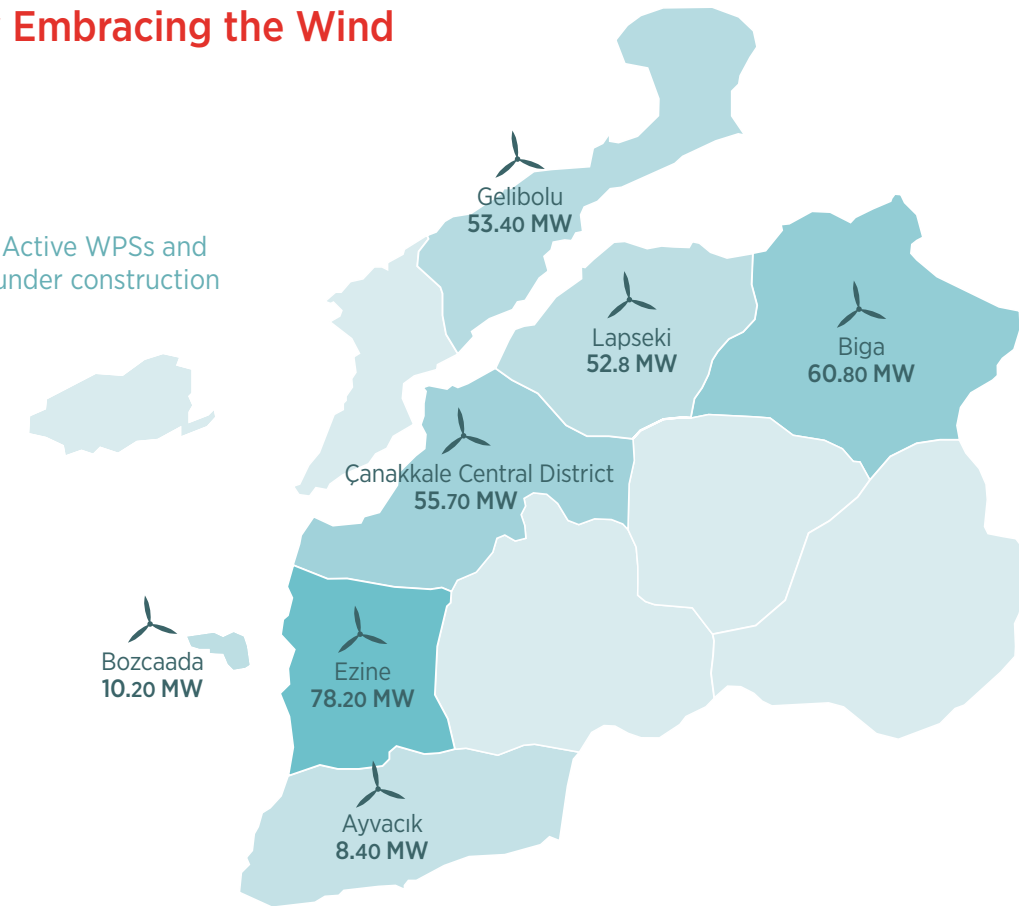 Embracing the Wind
Gelibolu
53.40 MW
Active WPSs and
under construction
Lapseki
52.8 MW
Biga
60.80 MW
Çanakkale Central District
55.70 MW
Bozcaada
10.20 MW
Ezine
78.20 MW
Ayvacık
8.40 MW